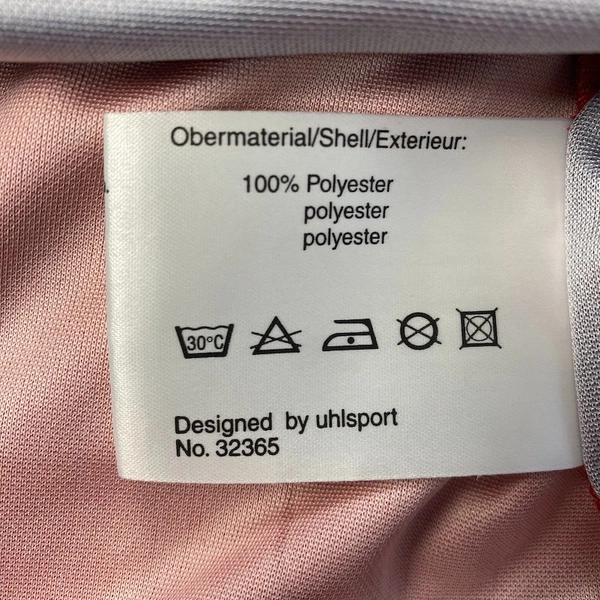 Obermaterial/Shell/Exterieur:
100% Polyester
polyester
polyester
30°C
Designed by uhlsport
No. 32365